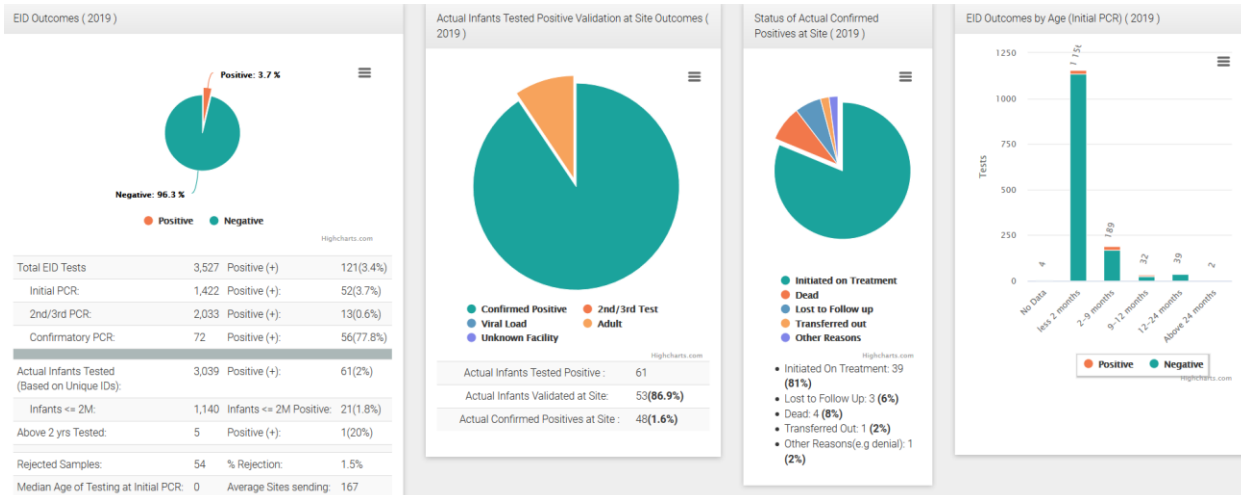 EID Outcomes ( 2019 )
Positive: 3.7 %
Negative: 96.3 %
Positive Negative
Highcharts.com
Total EID Tests 3,527 Positive (+) 121(3.4%)
Initial PCR: 1,422 Positive (+): 52(3.7%)
2nd/3rd PCR: 2,033 Positive (+): 13(0.6%)
Confirmatory PCR: 72 Positive (+): 56(77.8%)
Actual Infants Tested 3,039 Positive (+): 61(2%)
(Based on Unique IDs):
Infants <= 2M: 1,140 Infants <= 2M Positive: 21(1.8%)
Above 2 yrs Tested: 5 Positive (+): 1(20%)
Rejected Samples: 54 % Rejection: 1.5%
Median Age of Testing at Initial PCR: 0 Average Sites sending: 167
Actual Infants Tested Positive Validation at Site Outcomes (
2019 )
Confirmed Positive 2nd/3rd Test
Viral Load Adult
Unknown Facility
Highcharts.com
Actual Infants Tested Positive : 61
Actual Infants Validated at Site: 53(86.9%)
Actual Confirmed Positives at Site : 48(1.6%)
Status of Actual Confirmed
Positives at Site ( 2019 )
Initiated on Treatment
Dead
Lost to Follow up
Transferred out
Other Reasons
Highcharts.com
Initiated On Treatment: 39
(81%)
Lost to Follow Up: 3 (6%)
Dead: 4 (8%)
Transferred Out: 1 (2%)
Other Reasons(e.g denial): 1
(2%)
EID Outcomes by Age (Initial PCR) ( 2019 )
1250
1000
750
500
250
0
Tests
4
189
32
39
2
No Data
less 2 months
2-9 months
9-12 months
12-24 months
Above 24 months
Positive Negative
Highcharts.com